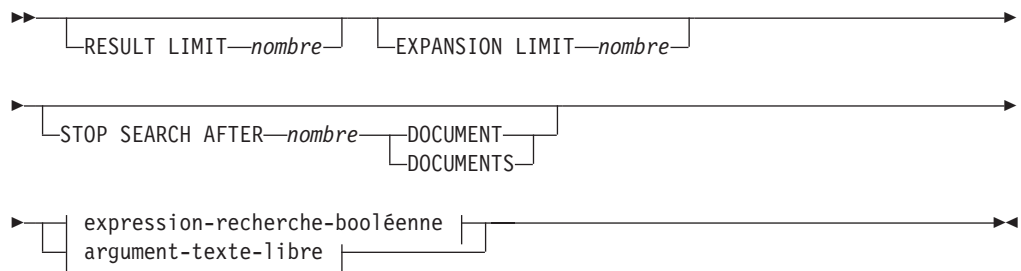 RESULT LIMIT nombre EXPANSION LIMIT nombre
STOP SEARCH AFTER nombre DOCUMENT
DOCUMENTS
expression-recherche-booléenne
argument-texte-libre